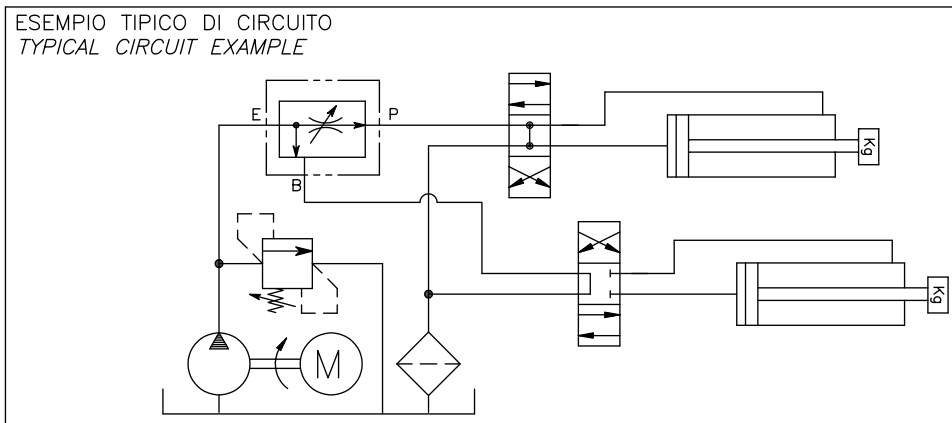 ESEMPIO TIPICO DI CIRCUITO
TYPICAL CIRCUIT EXAMPLE
E
P
B
Kg
Kg
M